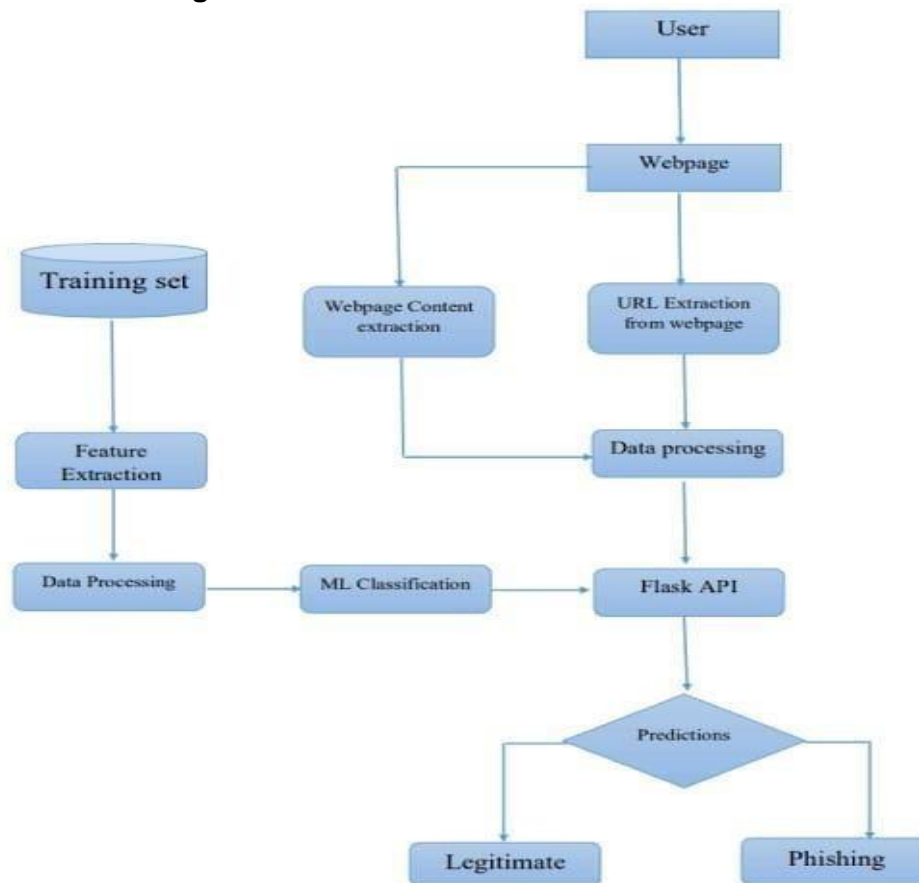 User
Webpage
Training set
Webpage Content
extraction
URL Extraction
from webpage
Feature
Extraction
Data processing
Data Processing
ML Classification
Flask API
Predictions
Legitimate
Phishing